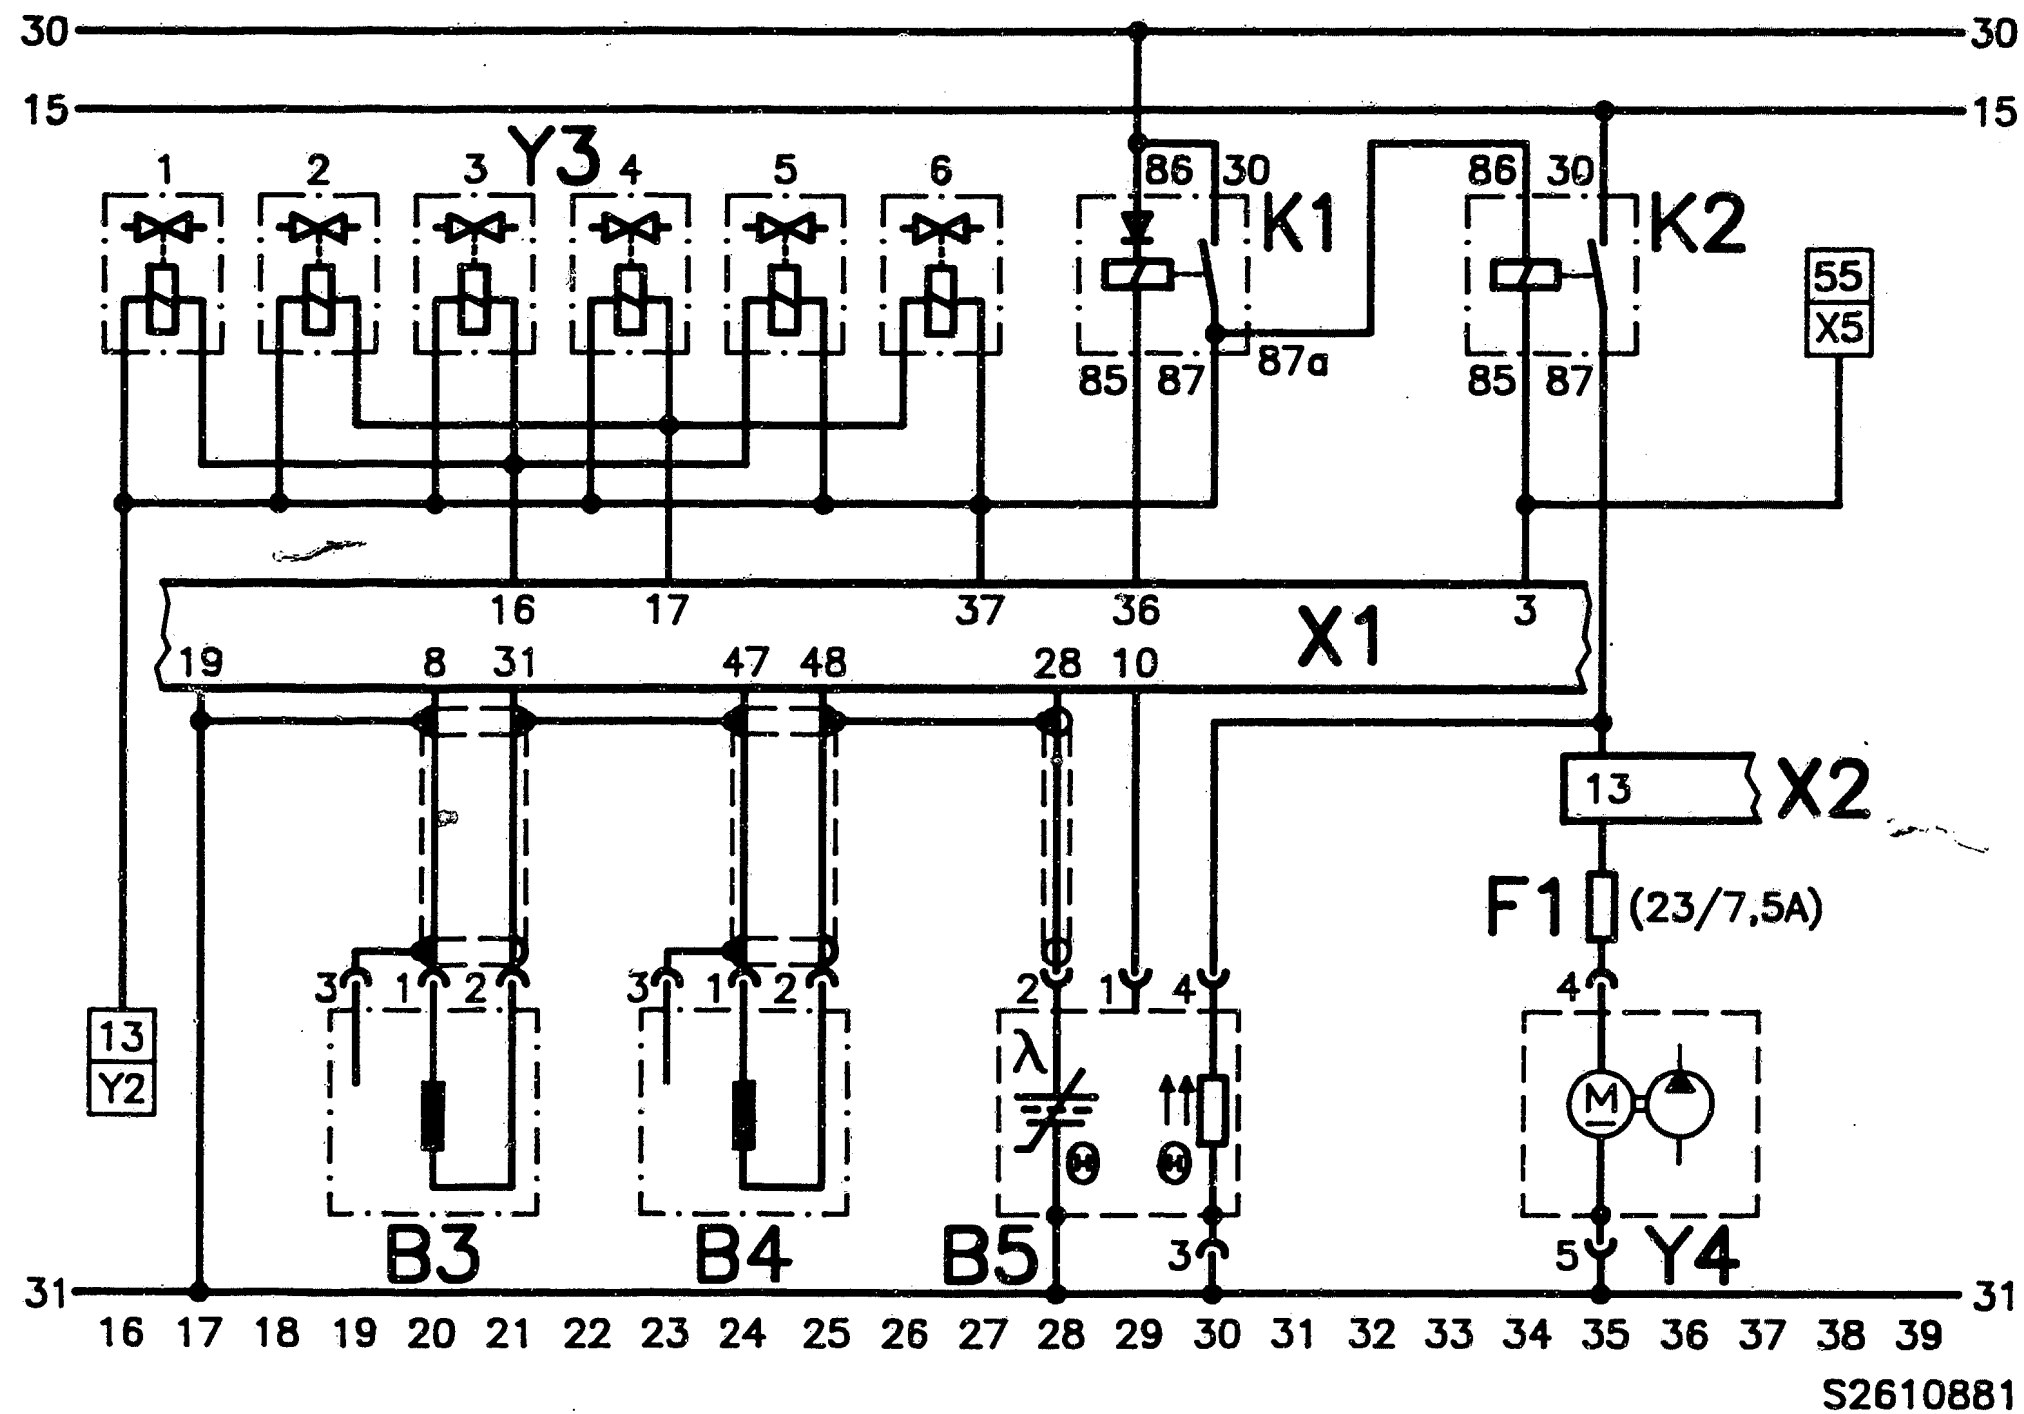 30 30
15 15
Y3
1 2 3 4 5 6
86 30 K1
86 30 K2
55
X5
87a
85 87
85 87
16 17 37 36 3
X1
19 8 31 47 48 28 10
13 X2
F1 (23/7,5A)
3 1 2
3 1 2
2 1 4
4
13
Y2
λ
M
B3 B4 B5
3
5 Y4
31 31
16 17 18 19 20 21 22 23 24 25 26 27 28 29 30 31 32 33 34 35 36 37 38 39
S2610881